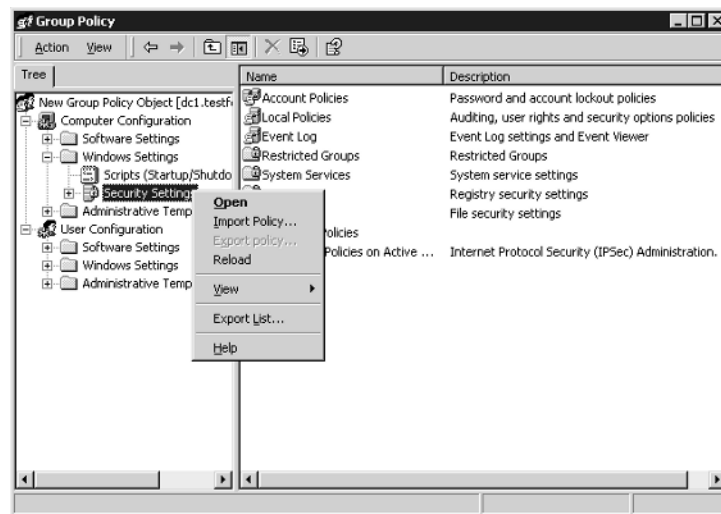 Group Policy
Action View
Tree
Name Description
New Group Policy Object [dc1.testf
Computer Configuration
Software Settings
Windows Settings
Scripts (Startup/Shutdo
Security Settings
Administrative Temp
User Configuration
Software Settings
Windows Settings
Administrative Temp
Open
Import Policy...
Export policy...
Reload
View
Export List...
Help
Account Policies Password and account lockout policies
Local Policies Auditing, user rights and security options policies
Event Log Event Log settings and Event Viewer
Restricted Groups Restricted Groups
System Services System service settings
Registry security settings
File security settings
Policies
Policies on Active ... Internet Protocol Security (IPSec) Administration.